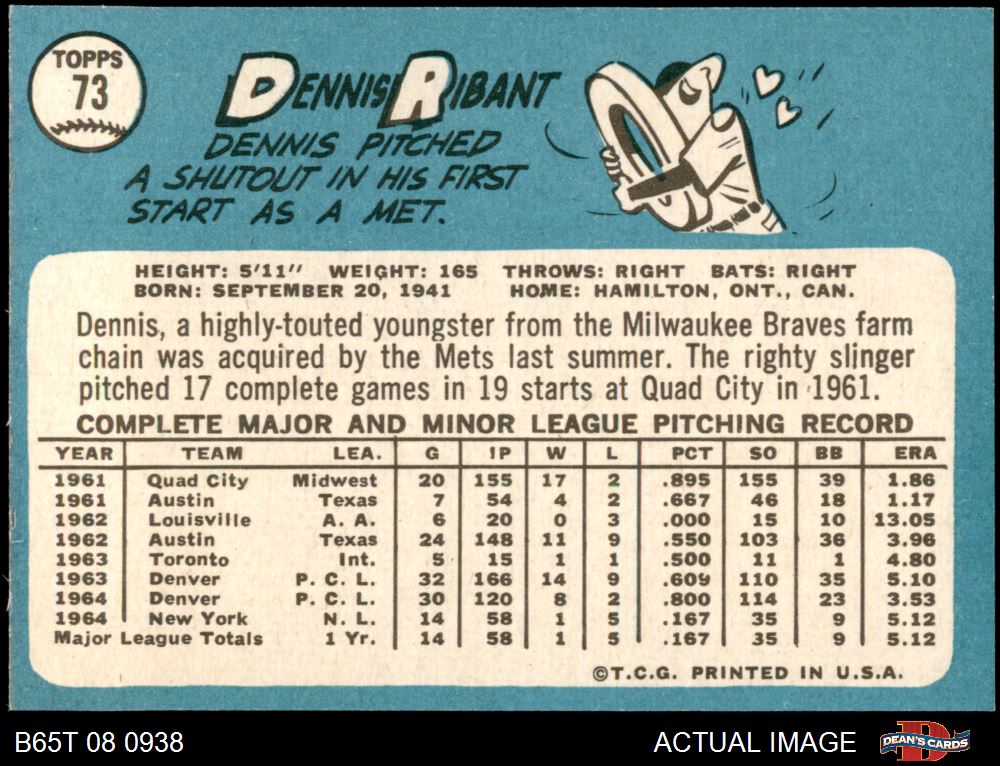 TOPPS
73
DENNIS RIBANT
DENNIS PITCHED
A SHUTOUT IN HIS FIRST
START AS A MET.
HEIGHT: 5'11" WEIGHT: 165 THROWS: RIGHT BATS: RIGHT
BORN: SEPTEMBER 20, 1941 HOME: HAMILTON, ONT., CAN.
Dennis, a highly-touted youngster from the Milwaukee Braves farm
chain was acquired by the Mets last summer. The righty slinger
pitched 17 complete games in 19 starts at Quad City in 1961.
COMPLETE MAJOR AND MINOR LEAGUE PITCHING RECORD
YEAR TEAM LEA. G IP W L PCT SO BB ERA
1961 Quad City Midwest 20 155 17 2 .895 155 39 1.86
1961 Austin Texas 7 54 4 2 .667 46 18 1.17
1962 Louisville A. A. 6 20 0 3 .000 15 10 13.05
1962 Austin Texas 24 148 11 9 .550 103 36 3.96
1963 Toronto Int. 5 15 1 1 .500 11 1 4.80
1963 Denver P. C. L. 32 166 14 9 .609 110 35 5.10
1964 Denver P. C. L. 30 120 8 2 .800 114 23 3.53
1964 New York N. L. 14 58 1 5 .167 35 9 5.12
Major League Totals 1 Yr. 14 58 1 5 .167 35 9 5.12
©T.C.G. PRINTED IN U.S.A.
B65T 08 0938 ACTUAL IMAGE D DEAN'S CARDS